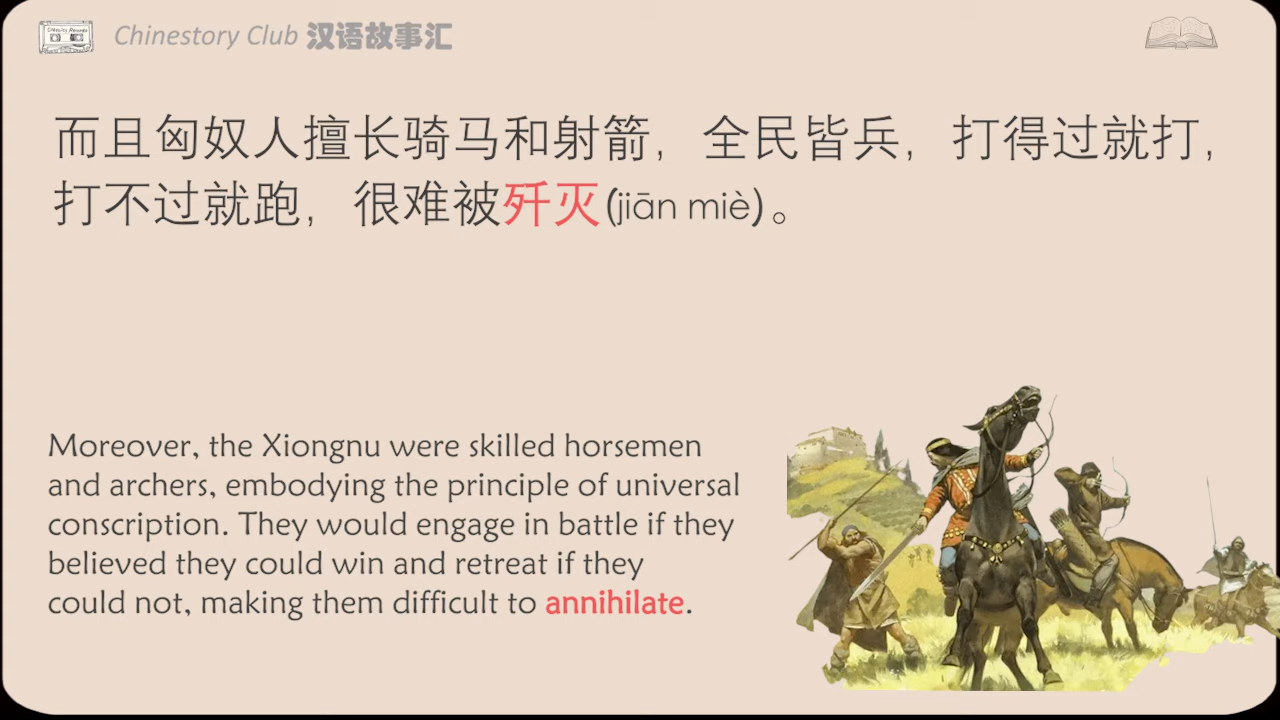 Classics Records
Chinestory Club 汉语故事汇
而且匈奴人擅长骑马和射箭，全民皆兵，打得过就打，
打不过就跑，很难被歼灭(jiān miè)。
Moreover, the Xiongnu were skilled horsemen
and archers, embodying the principle of universal
conscription. They would engage in battle if they
believed they could win and retreat if they
could not, making them difficult to annihilate.